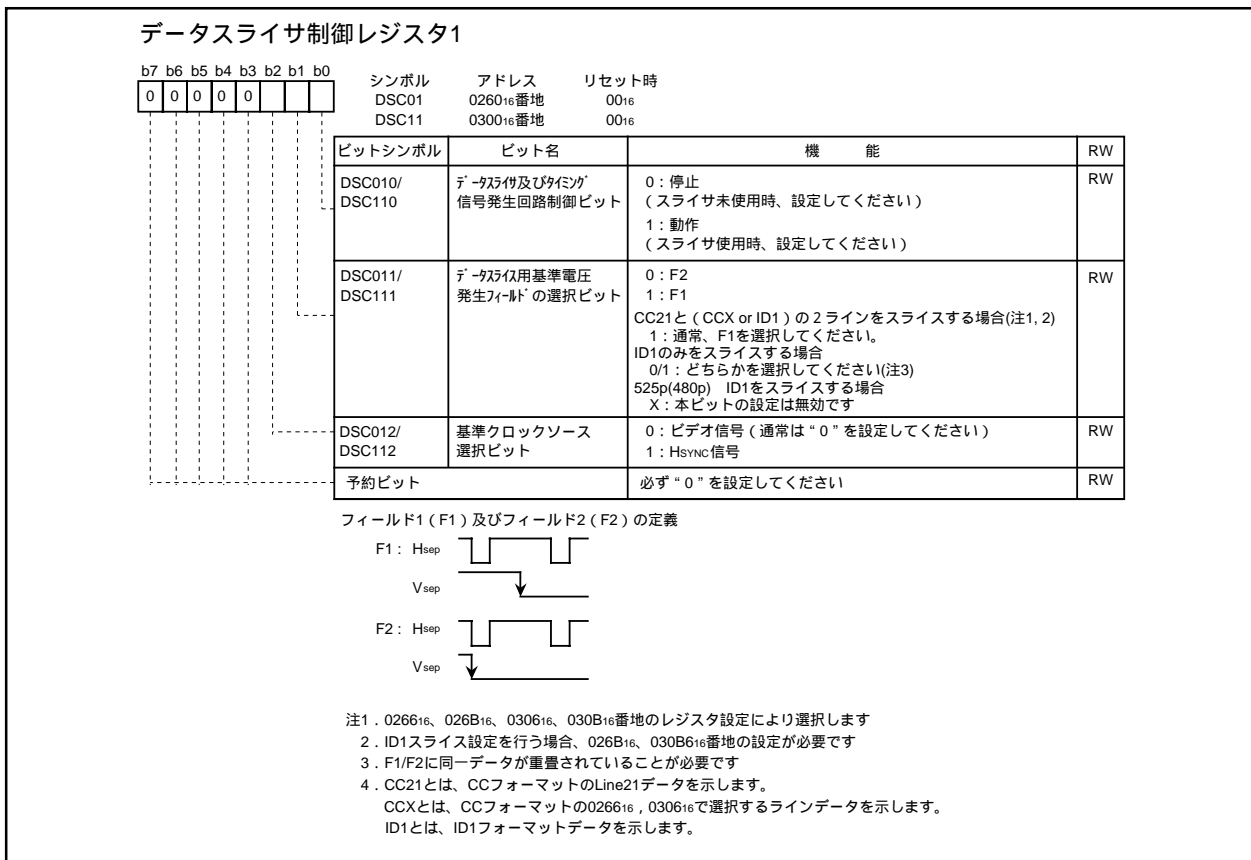 データスライサ制御レジスタ1
b7 b6 b5 b4 b3 b2 b1 b0
0 0 0 0 0
シンボル アドレス リセット時
DSC01 026016番地 0016
DSC11 030016番地 0016
ビットシンボル ビット名 機 能 RW
DSC010/ ﾃﾞｰﾀｽﾗｲｻ及びﾀｲﾐﾝｸﾞ 0：停止 RW
DSC110 信号発生回路制御ビット （スライサ未使用時、設定してください）
1：動作
（スライサ使用時、設定してください）
DSC011/ ﾃﾞｰﾀｽﾗｲｽ用基準電圧 0：F2 RW
DSC111 発生ﾌｨｰﾙﾄﾞの選択ビット 1：F1
CC21と（CCX or ID1）の２ラインをスライスする場合(注1, 2)
1：通常、F1を選択してください。
ID1のみをスライスする場合
0/1：どちらかを選択してください(注3)
525p(480p) ID1をスライスする場合
X：本ビットの設定は無効です
DSC012/ 基準クロックソース 0：ビデオ信号（通常は“0”を設定してください） RW
DSC112 選択ビット 1：HSYNC信号
予約ビット 必ず“0”を設定してください RW
フィールド1（F1）及びフィールド2（F2）の定義
F1： Hsep
Vsep
F2： Hsep
Vsep
注1．026616、026B16、030616、030B16番地のレジスタ設定により選択します
2．ID1スライス設定を行う場合、026B16、030B616番地の設定が必要です
3．F1/F2に同一データが重畳されていることが必要です
4．CC21とは、CCフォーマットのLine21データを示します。
CCXとは、CCフォーマットの026616 , 030616で選択するラインデータを示します。
ID1とは、ID1フォーマットデータを示します。